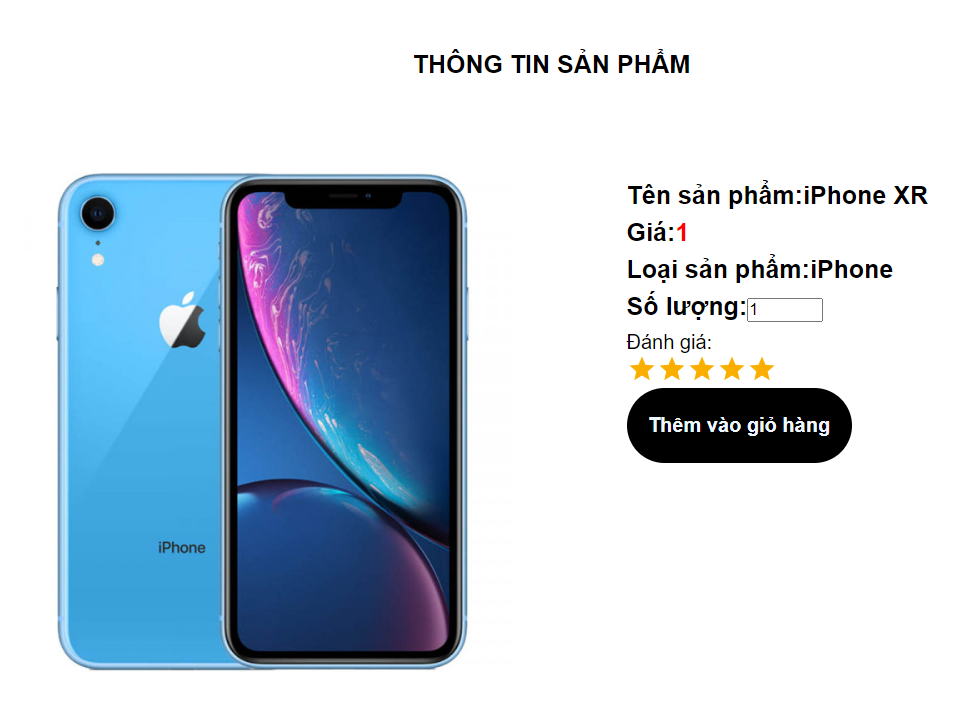 THÔNG TIN SẢN PHẨM
Tên sản phẩm:iPhone XR
Giá:1
Loại sản phẩm:iPhone
Số lượng:1
Đánh giá:
Thêm vào giỏ hàng
iPhone